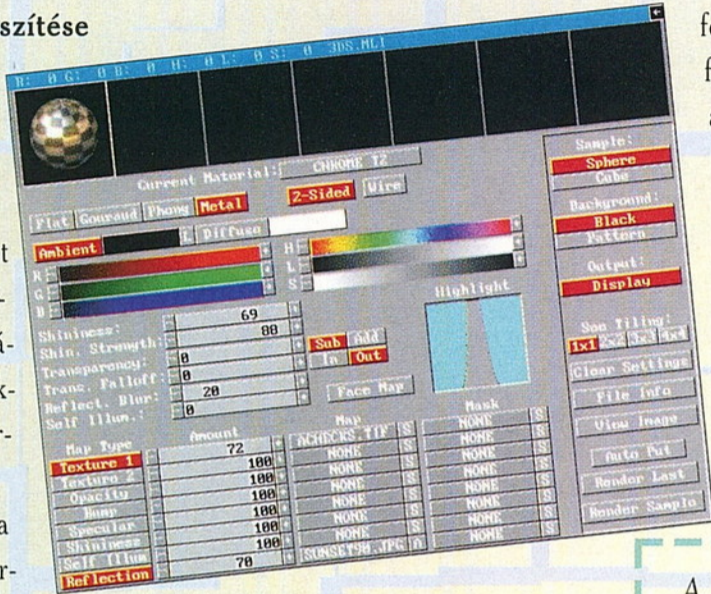 szítése
R: 0 G: 0 B: 0 H: 0 L: 0 S: 0 3DS.MLI
Current Material: CHROME TZ
Flat Gouraud Phong Metal 2-Sided Wire
Ambient L Diffuse
R H
G L
B S
Highlight
Shininess: 69
Shin. Strength: 88
Transparency: 0
Trans. Falloff: 0
Reflect. Blur: 20
Self Illum.: 0
Sub Add
In Out
Face Map
Map Type Amount Map Mask
Texture 1 72 ACHECKS.TIF S NONE S
Texture 2 100 NONE S NONE S
Opacity 100 NONE S NONE S
Bump 100 NONE S NONE S
Specular 100 NONE S NONE S
Shininess 100 NONE S NONE S
Self Illum 100 NONE S NONE S
Reflection 70 SUNSET90.JPG A NONE S
Sample:
Sphere
Cube
Background:
Black
Pattern
Output:
Display
Sam Tiling:
1x1 2x2 3x3 4x4
Clear Settings
File Info
View Image
Auto Put
Render Last
Render Sample
t
-
á-
k-
r-
a
r-
f
a
A